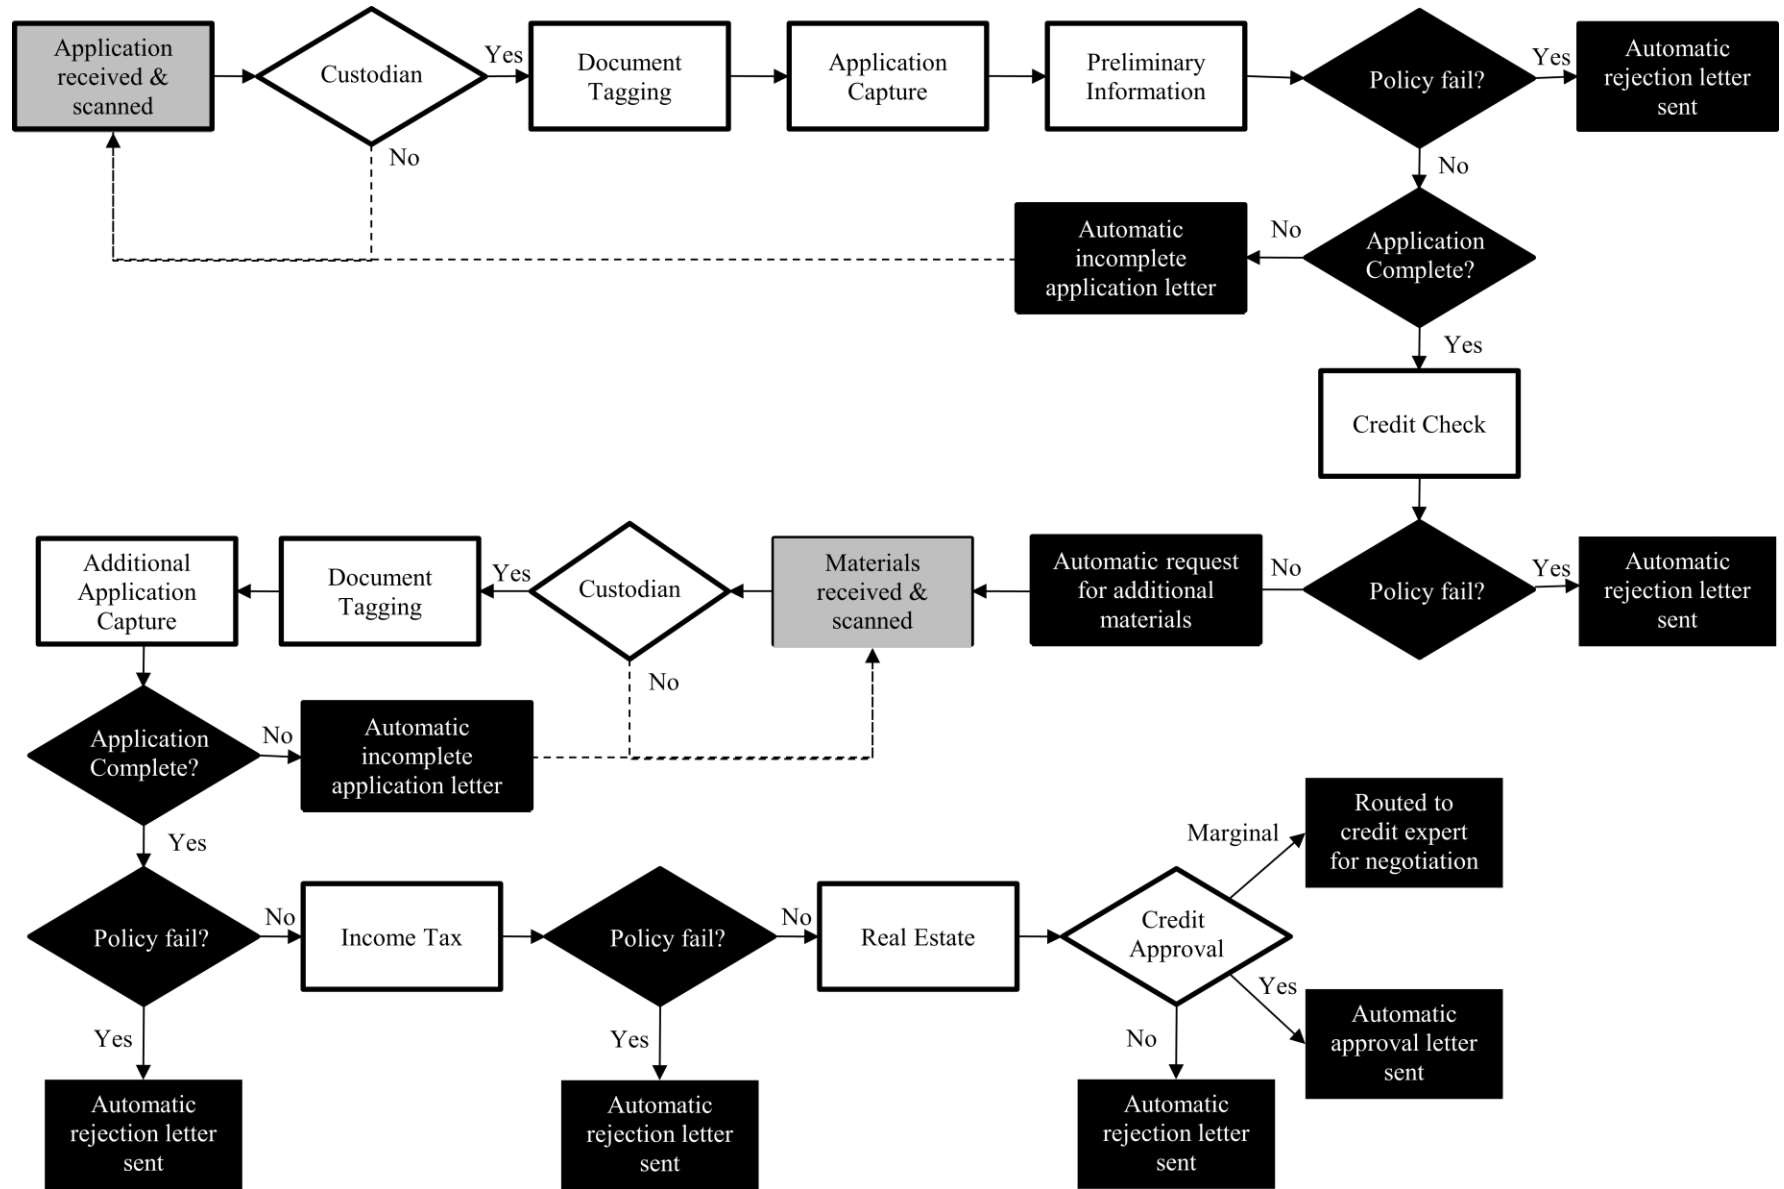 Application
received &
scanned
Custodian
Yes
No
Document
Tagging
Application
Capture
Preliminary
Information
Policy fail?
Yes
Automatic
rejection letter
sent
No
Application
Complete?
No
Automatic
incomplete
application letter
Yes
Credit Check
Policy fail?
Yes
Automatic
rejection letter
sent
No
Automatic request
for additional
materials
Materials
received &
scanned
Custodian
Yes
No
Document
Tagging
Additional
Application
Capture
Application
Complete?
No
Automatic
incomplete
application letter
Yes
Policy fail?
Yes
Automatic
rejection letter
sent
No
Income Tax
Policy fail?
Yes
Automatic
rejection letter
sent
No
Real Estate
Credit
Approval
Marginal
Routed to
credit expert
for negotiation
Yes
Automatic
approval letter
sent
No
Automatic
rejection letter
sent